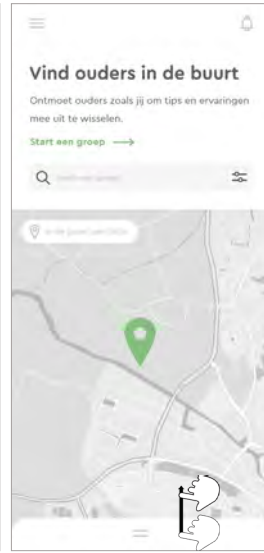 Vind ouders in de buurt
Ontmoet ouders zoals jij om tips en ervaringen
mee uit te wisselen.
Start een groep